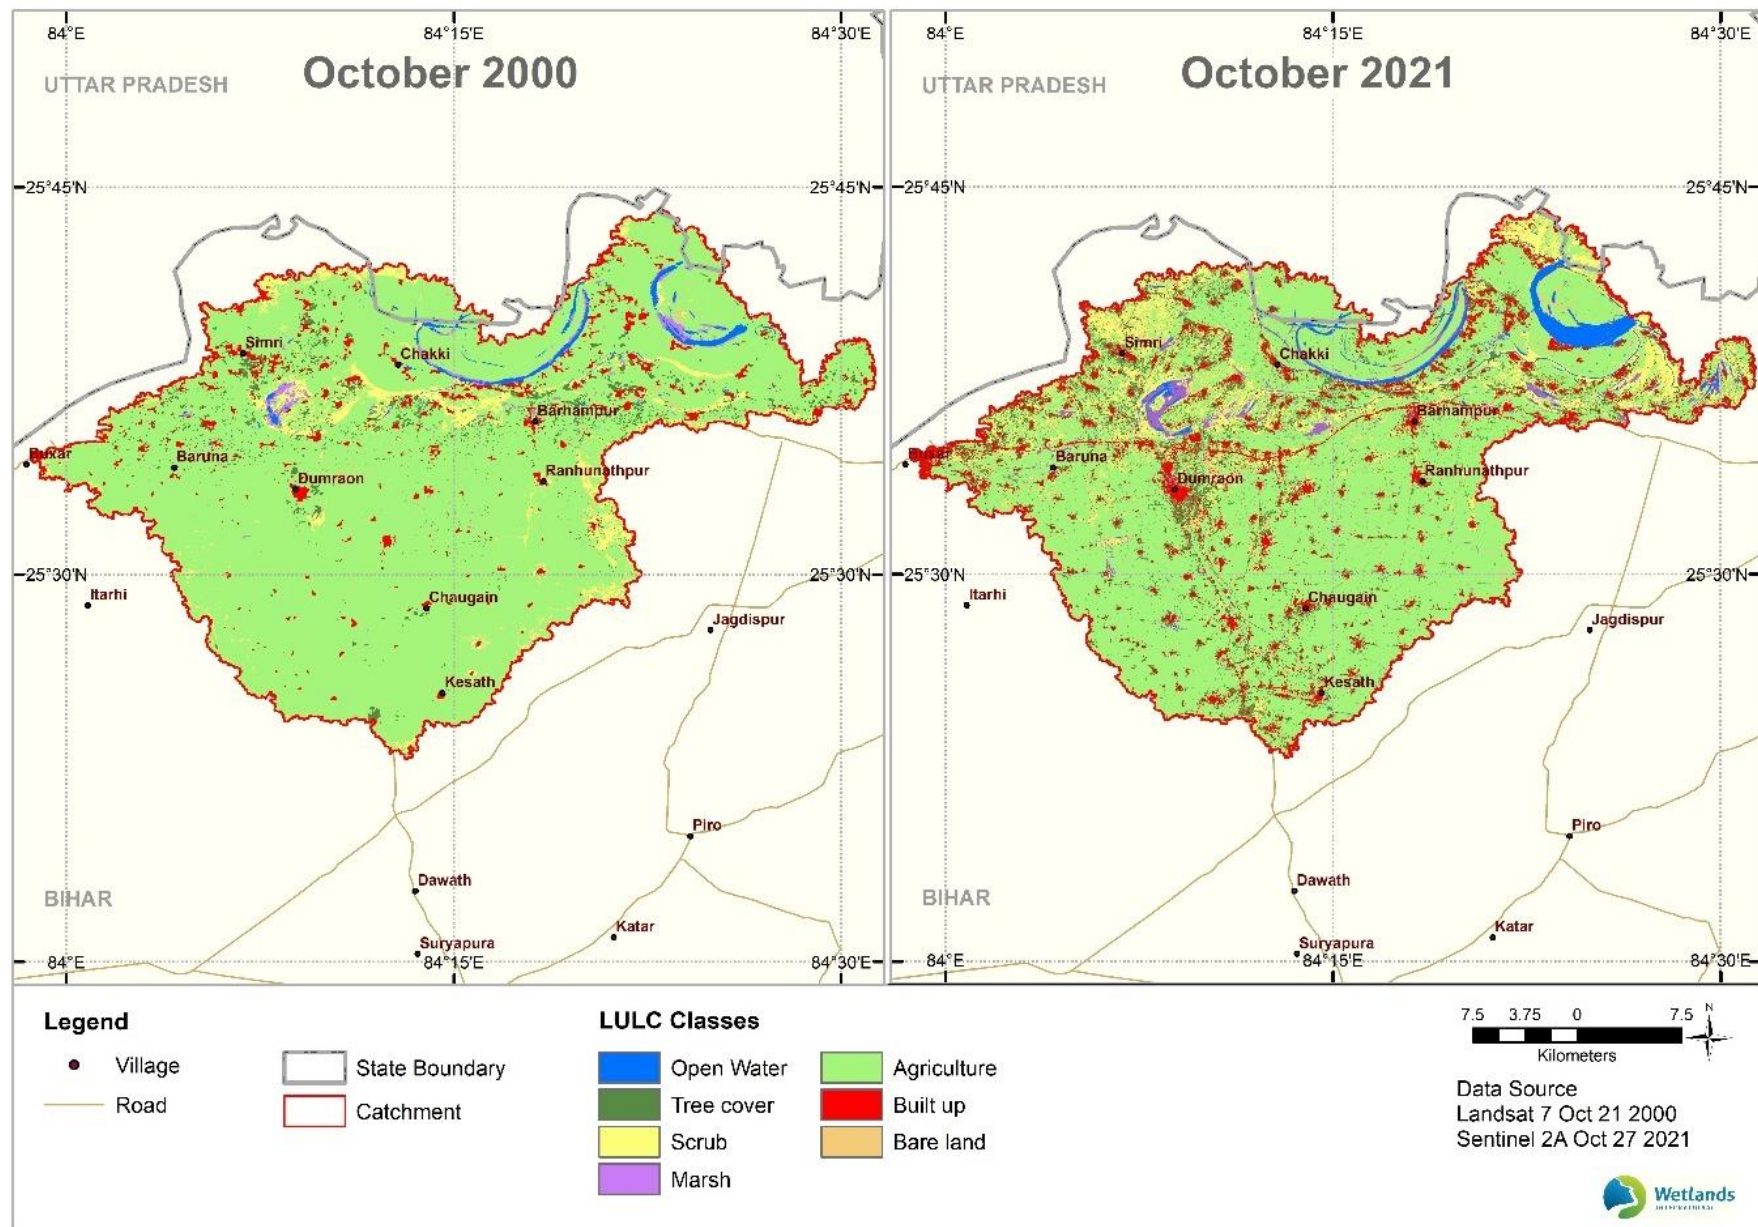 84°E 84°15'E 84°30'E
UTTAR PRADESH October 2000
25°45'N 25°45'N
Simri
Chakki
Barhampur
Buxar Baruna Ranhunathpur
Dumraon
25°30'N 25°30'N
Itarhi Chaugain
Jagdispur
Kesath
Piro
Dawath
BIHAR
Katar
Suryapura
84°E 84°15'E 84°30'E
84°E 84°15'E 84°30'E
UTTAR PRADESH October 2021
25°45'N 25°45'N
Simri
Chakki
Barhampur
Buxar Baruna Ranhunathpur
Dumraon
25°30'N 25°30'N
Itarhi Chaugain
Jagdispur
Kesath
Piro
Dawath
BIHAR
Katar
Suryapura
84°E 84°15'E 84°30'E
Legend
Village
Road
State Boundary
Catchment
LULC Classes
Open Water
Tree cover
Scrub
Marsh
Agriculture
Built up
Bare land
7.5 3.75 0 7.5
Kilometers
N
Data Source
Landsat 7 Oct 21 2000
Sentinel 2A Oct 27 2021
Wetlands
INTERNATIONAL